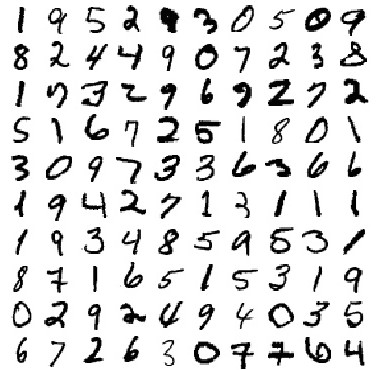 1 9 5 2 9 3 0 5 0 9
8 2 4 4 9 0 7 2 3 8
1 7 3 2 9 6 9 2 7 2
5 1 6 7 2 5 1 8 0 1
3 0 9 7 3 3 6 3 6 6
1 9 4 2 7 1 3 1 1 1
1 9 3 4 8 5 9 5 3 1
8 7 1 6 5 1 5 3 1 9
0 2 9 2 4 9 4 0 3 5
6 7 2 6 3 0 7 7 6 4